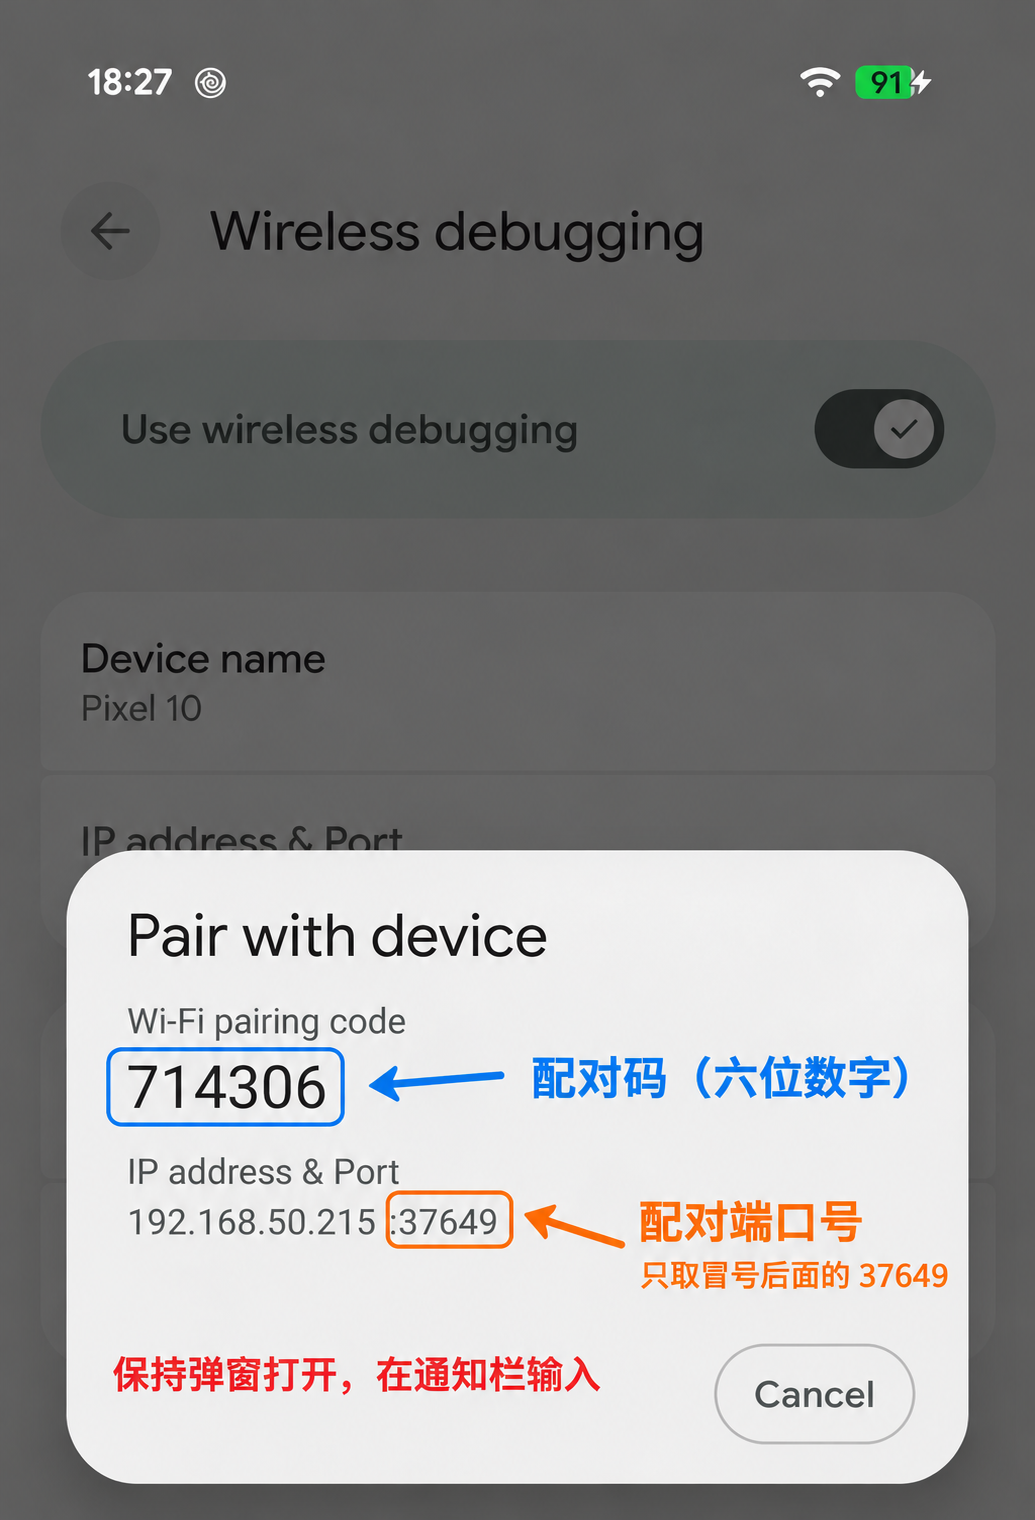 18:27
91
Wireless debugging
Use wireless debugging
Device name
Pixel 10
IP address & Port
Pair with device
Wi-Fi pairing code
714306
配对码（六位数字）
IP address & Port
192.168.50.215 :37649
配对端口号
只取冒号后面的 37649
保持弹窗打开，在通知栏输入
Cancel